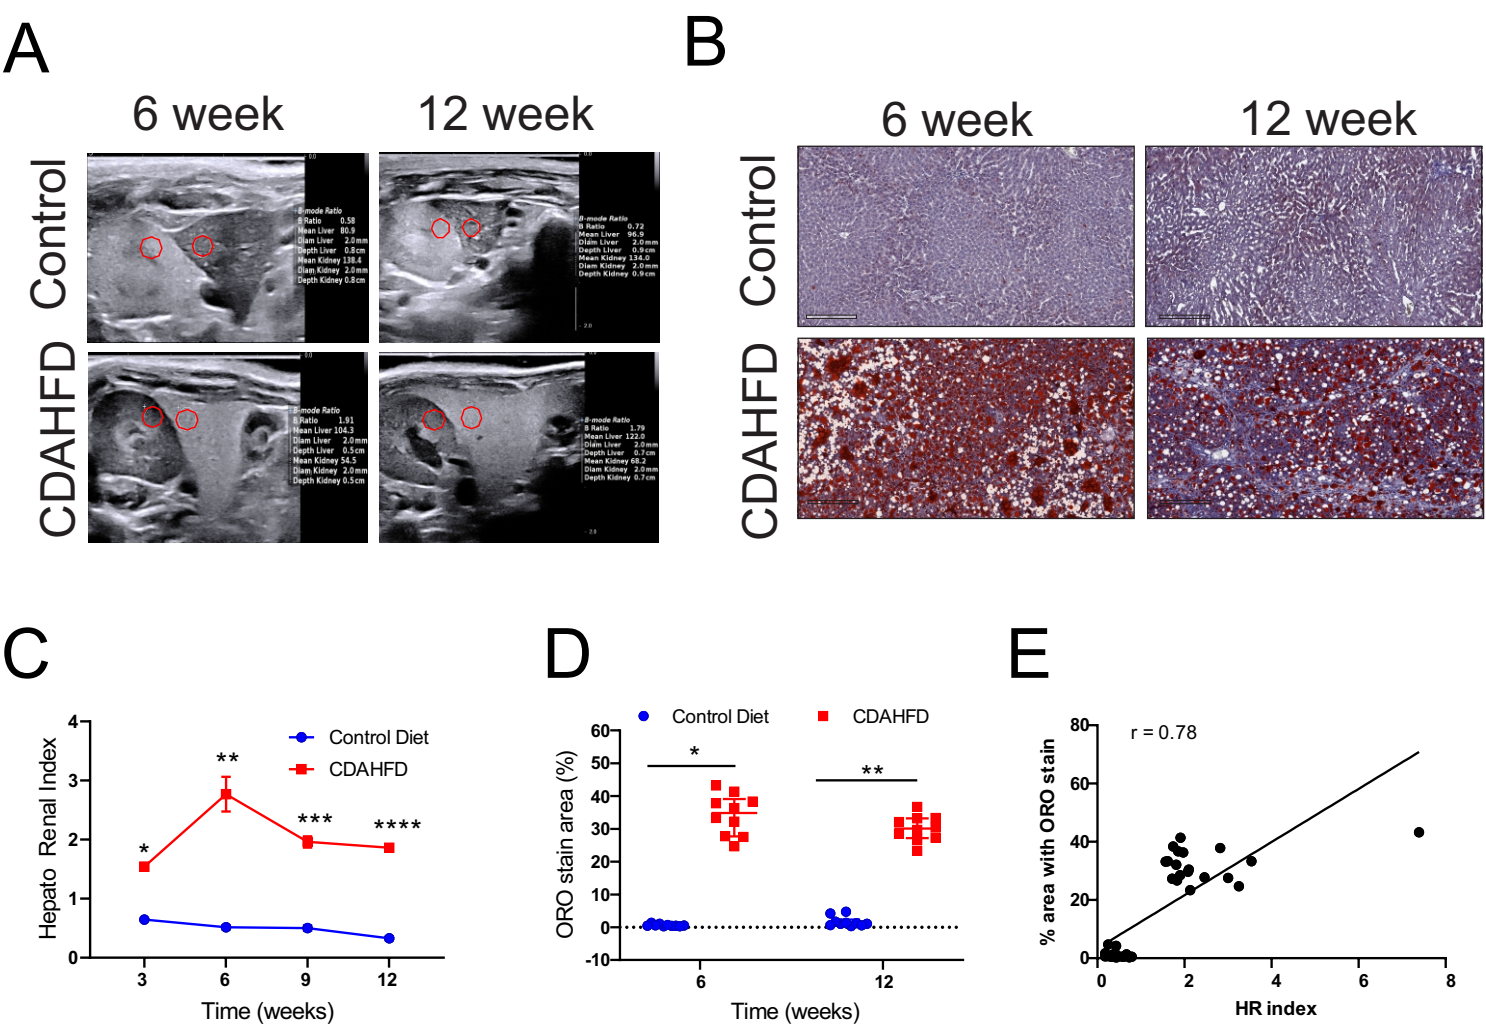 A
B
6 week
12 week
6 week
12 week
Control
0.0
B-mode Ratio
B Ratio 0.58
Mean Liver 80.9
Diam Liver 2.0mm
Depth Liver 0.8cm
Mean Kidney 138.4
Diam Kidney 2.0mm
Depth Kidney 0.8cm
B-mode Ratio
B Ratio 0.72
Mean Liver 96.9
Diam Liver 2.0mm
Depth Liver 0.9cm
Mean Kidney 134.0
Diam Kidney 2.0mm
Depth Kidney 0.9cm
2.0
Control
CDAHFD
B-mode Ratio
B Ratio 1.91
Mean Liver 104.3
Diam Liver 2.0mm
Depth Liver 0.5cm
Mean Kidney 54.5
Diam Kidney 2.0mm
Depth Kidney 0.5cm
B-mode Ratio
B Ratio 1.79
Mean Liver 122.0
Diam Liver 2.0mm
Depth Liver 0.7cm
Mean Kidney 68.2
Diam Kidney 2.0mm
Depth Kidney 0.7cm
CDAHFD
C
Hepato Renal Index
4
3
2
1
0
Control Diet
CDAHFD
*
**
***
****
3
6
9
12
Time (weeks)
D
Control Diet
CDAHFD
ORO stain area (%)
60
50
40
30
20
10
0
-10
*
**
6
12
Time (weeks)
E
% area with ORO stain
80
60
40
20
0
r = 0.78
0
2
4
6
8
HR index